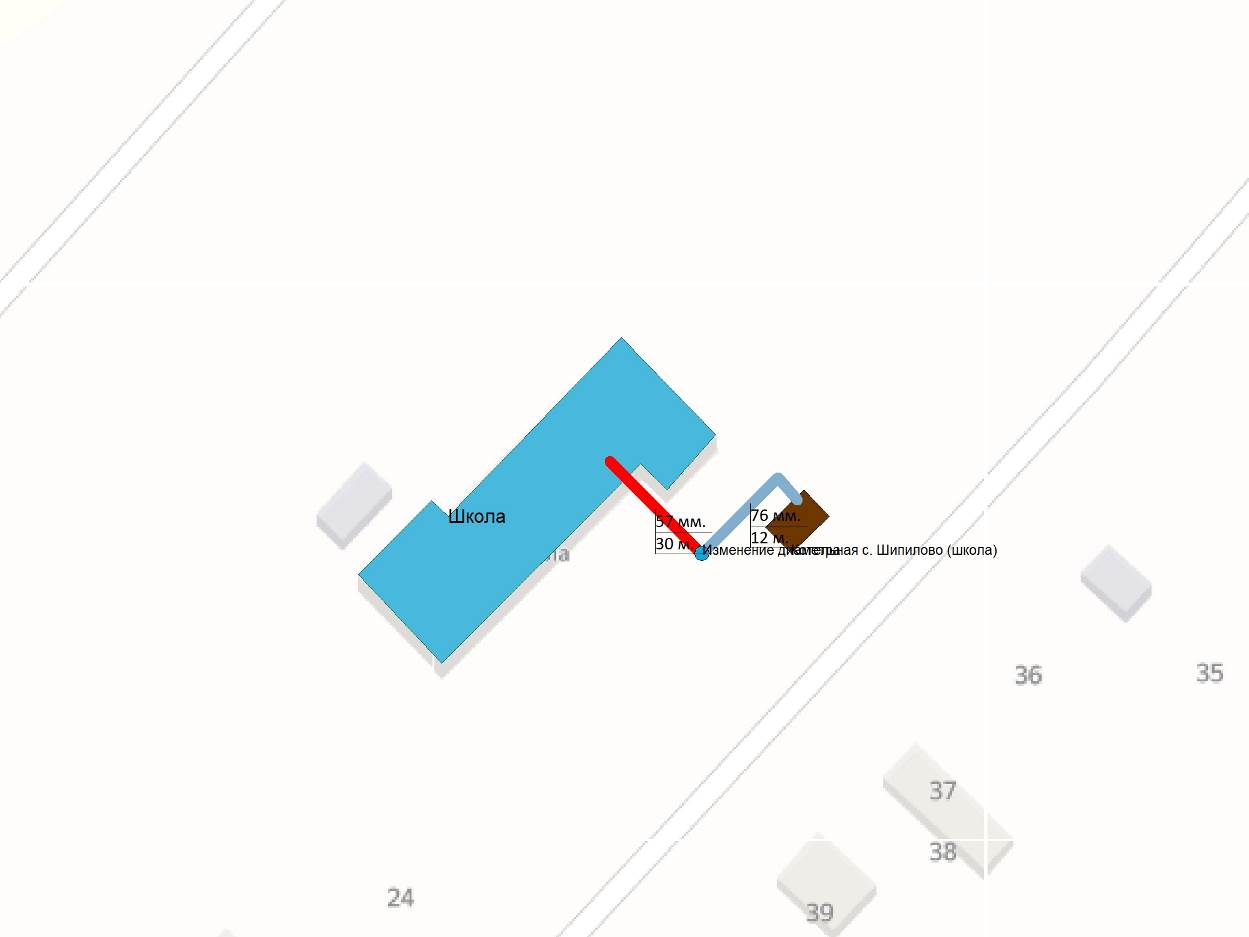 Школа
57 мм.
30 м.
76 мм.
12 м.
Изменение диаметра
Котельная с. Шипилово (школа)
36
35
37
38
24
39